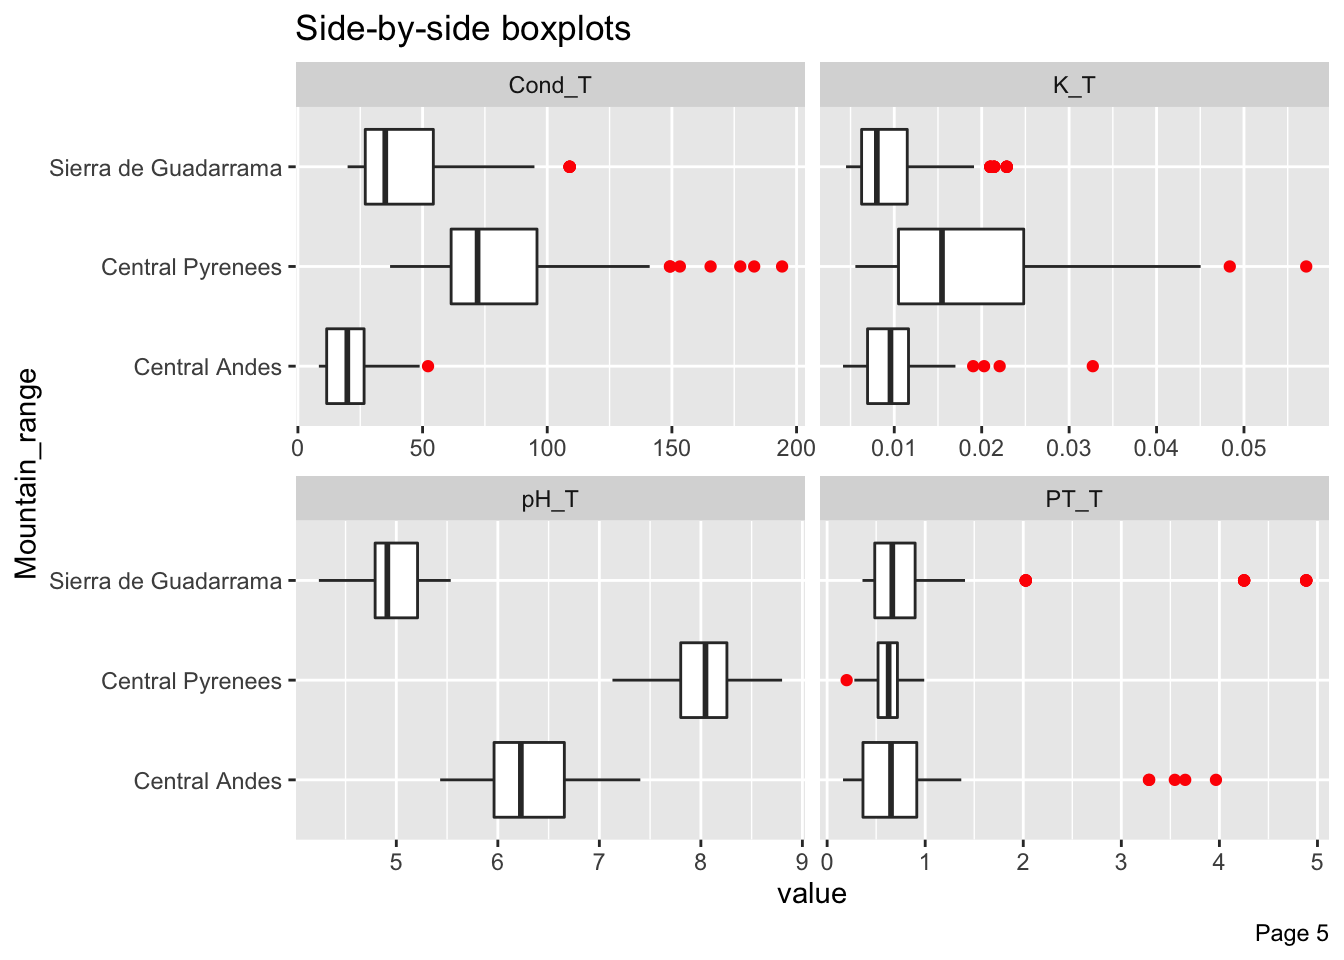 Side-by-side boxplots
Cond_T
K_T
Sierra de Guadarrama
Central Pyrenees
Central Andes
0 50 100 150 200
0.01 0.02 0.03 0.04 0.05
Mountain_range
pH_T
PT_T
Sierra de Guadarrama
Central Pyrenees
Central Andes
5 6 7 8 9
0 1 2 3 4 5
value
Page 5